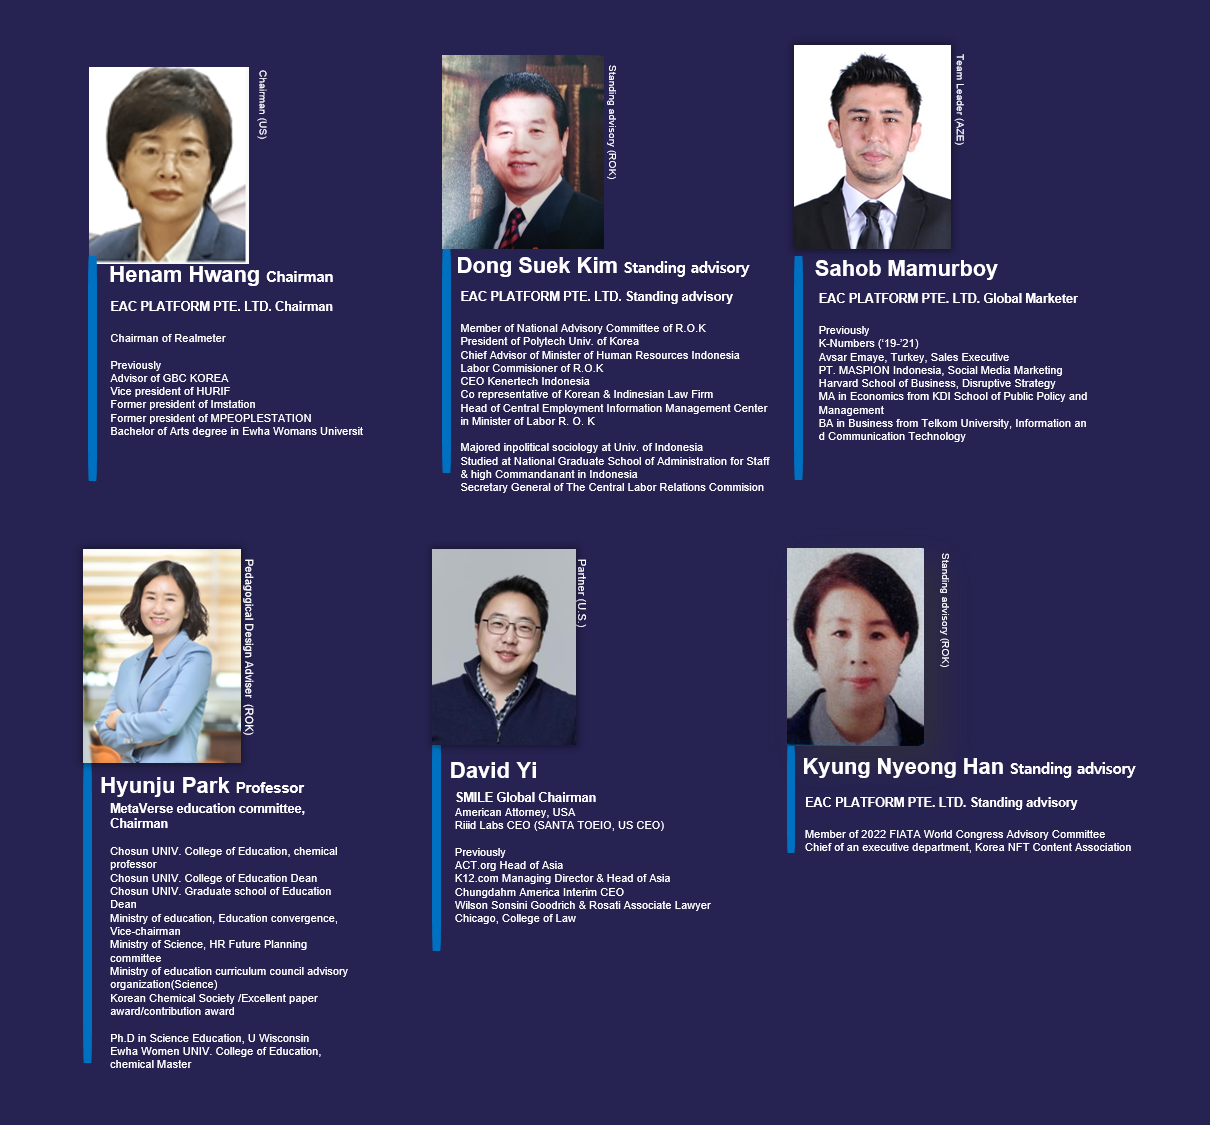 Chairman (US)
Henam Hwang Chairman
EAC PLATFORM PTE. LTD. Chairman
Chairman of Realmeter
Previously
Advisor of GBC KOREA
Vice president of HURIF
Former president of Imstation
Former president of MPEOPLESTATION
Bachelor of Arts degree in Ewha Womans Universit
Standing advisory (ROK)
Dong Suek Kim Standing advisory
EAC PLATFORM PTE. LTD. Standing advisory
Member of National Advisory Committee of R.O.K
President of Polytech Univ. of Korea
Chief Advisor of Minister of Human Resources Indonesia
Labor Commisioner of R.O.K
CEO Kenertech Indonesia
Co representative of Korean & Indinesian Law Firm
Head of Central Employment Information Management Center
in Minister of Labor R. O. K
Majored inpolitical sociology at Univ. of Indonesia
Studied at National Graduate School of Administration for Staff
& high Commandanant in Indonesia
Secretary General of The Central Labor Relations Commision
Team Leader (AZE)
Sahob Mamurboy
EAC PLATFORM PTE. LTD. Global Marketer
Previously
K-Numbers ('19-'21)
Avsar Emaye, Turkey, Sales Executive
PT. MASPION Indonesia, Social Media Marketing
Harvard School of Business, Disruptive Strategy
MA in Economics from KDI School of Public Policy and
Management
BA in Business from Telkom University, Information an
d Communication Technology
Pedagogical Design Adviser (ROK)
Hyunju Park Professor
MetaVerse education committee,
Chairman
Chosun UNIV. College of Education, chemical
professor
Chosun UNIV. College of Education Dean
Chosun UNIV. Graduate school of Education
Dean
Ministry of education, Education convergence,
Vice-chairman
Ministry of Science, HR Future Planning
committee
Ministry of education curriculum council advisory
organization(Science)
Korean Chemical Society /Excellent paper
award/contribution award
Ph.D in Science Education, U Wisconsin
Ewha Women UNIV. College of Education,
chemical Master
Partner (U.S.)
David Yi
SMILE Global Chairman
American Attorney, USA
Riiid Labs CEO (SANTA TOEIO, US CEO)
Previously
ACT.org Head of Asia
K12.com Managing Director & Head of Asia
Chungdahm America Interim CEO
Wilson Sonsini Goodrich & Rosati Associate Lawyer
Chicago, College of Law
Standing advisory (ROK)
Kyung Nyeong Han Standing advisory
EAC PLATFORM PTE. LTD. Standing advisory
Member of 2022 FIATA World Congress Advisory Committee
Chief of an executive department, Korea NFT Content Association